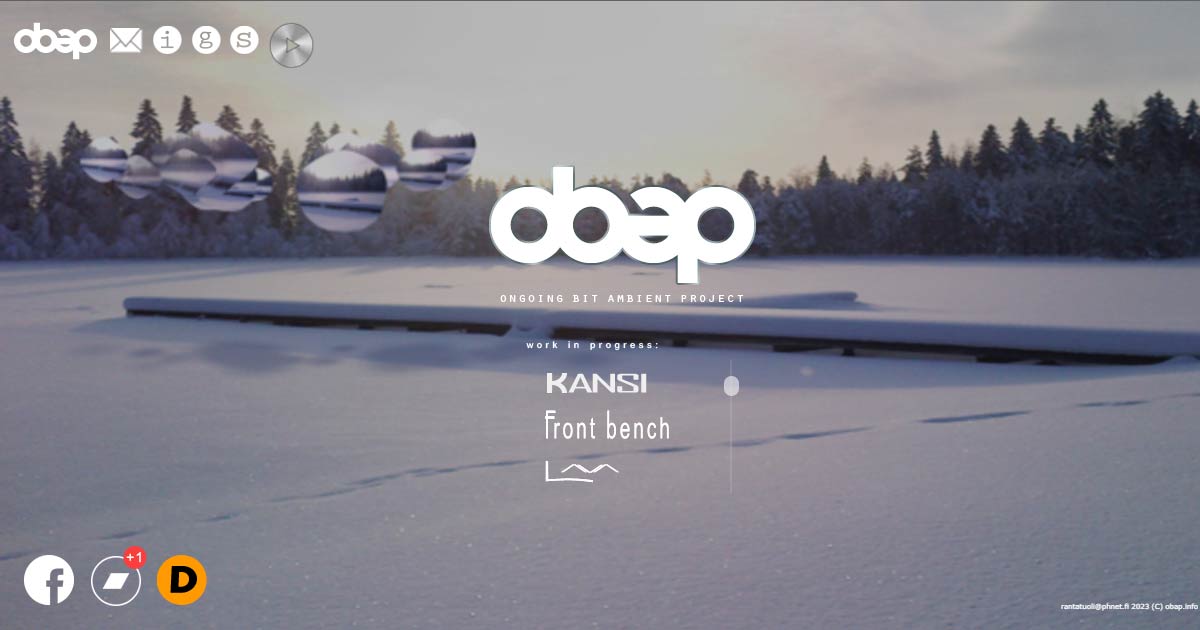 obap i g s
obap
ONGOING BIT AMBIENT PROJECT
work in progress:
KANSI
front bench
+1
D
rantatuoli@phnet.fi 2023 (C) obap.info